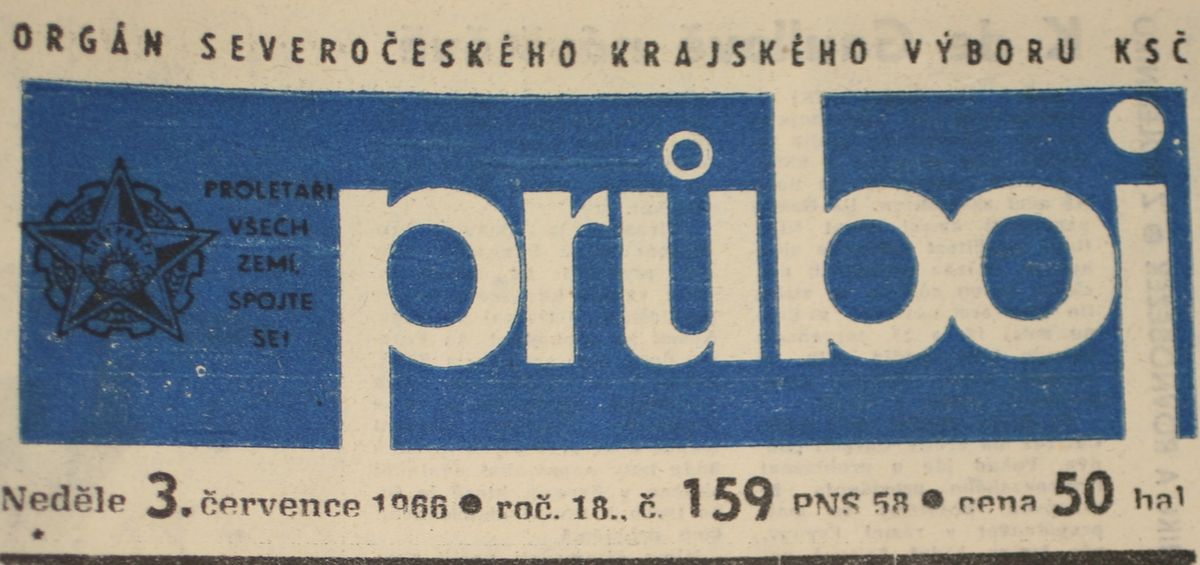 ORGÁN SEVEROČESKÉHO KRAJSKÉHO VÝBORU KSČ
PROLETÁŘI
VŠECH
ZEMÍ,
SPOJTE
SE!
průboj
Neděle 3. července 1966 ● roč. 18., č. 159 PNS 58 ● cena 50 hal